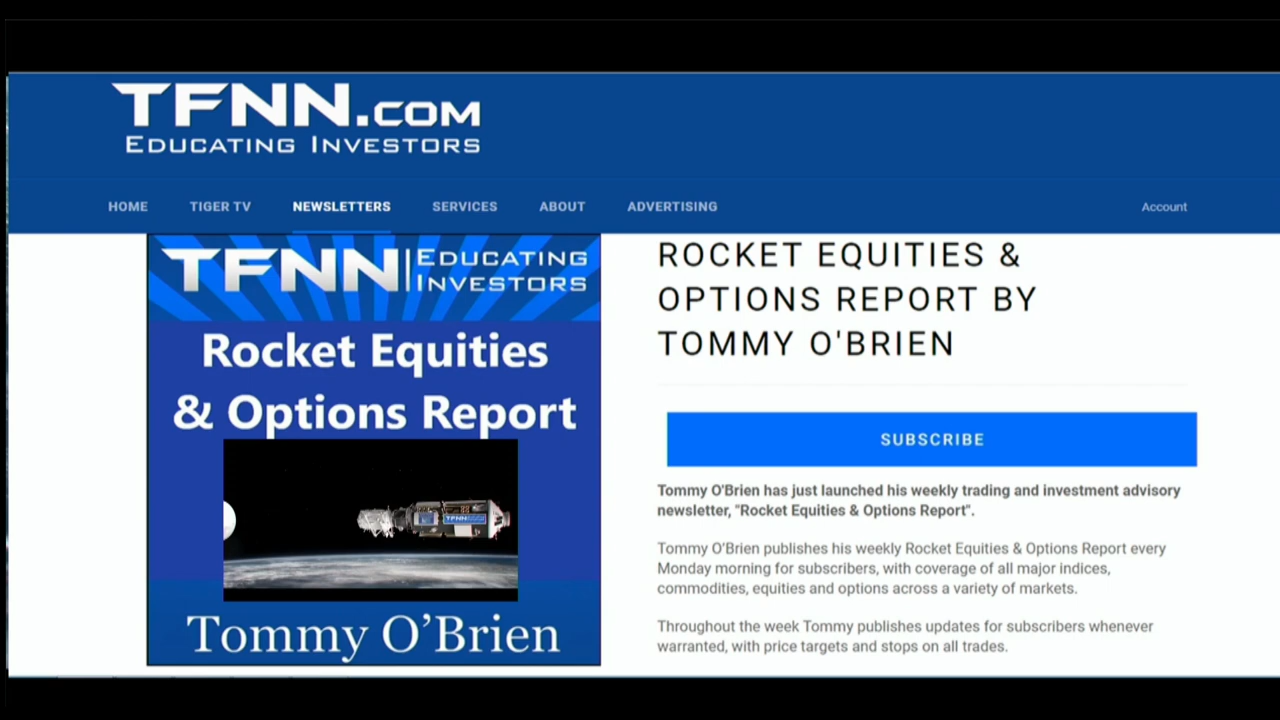 TFNN.COM
EDUCATING INVESTORS
HOME TIGER TV NEWSLETTERS SERVICES ABOUT ADVERTISING Account
TFNN EDUCATING
INVESTORS
Rocket Equities
& Options Report
TFNN
Tommy O’Brien
ROCKET EQUITIES &
OPTIONS REPORT BY
TOMMY O'BRIEN
SUBSCRIBE
Tommy O'Brien has just launched his weekly trading and investment advisory
newsletter, "Rocket Equities & Options Report".
Tommy O’Brien publishes his weekly Rocket Equities & Options Report every
Monday morning for subscribers, with coverage of all major indices,
commodities, equities and options across a variety of markets.
Throughout the week Tommy publishes updates for subscribers whenever
warranted, with price targets and stops on all trades.